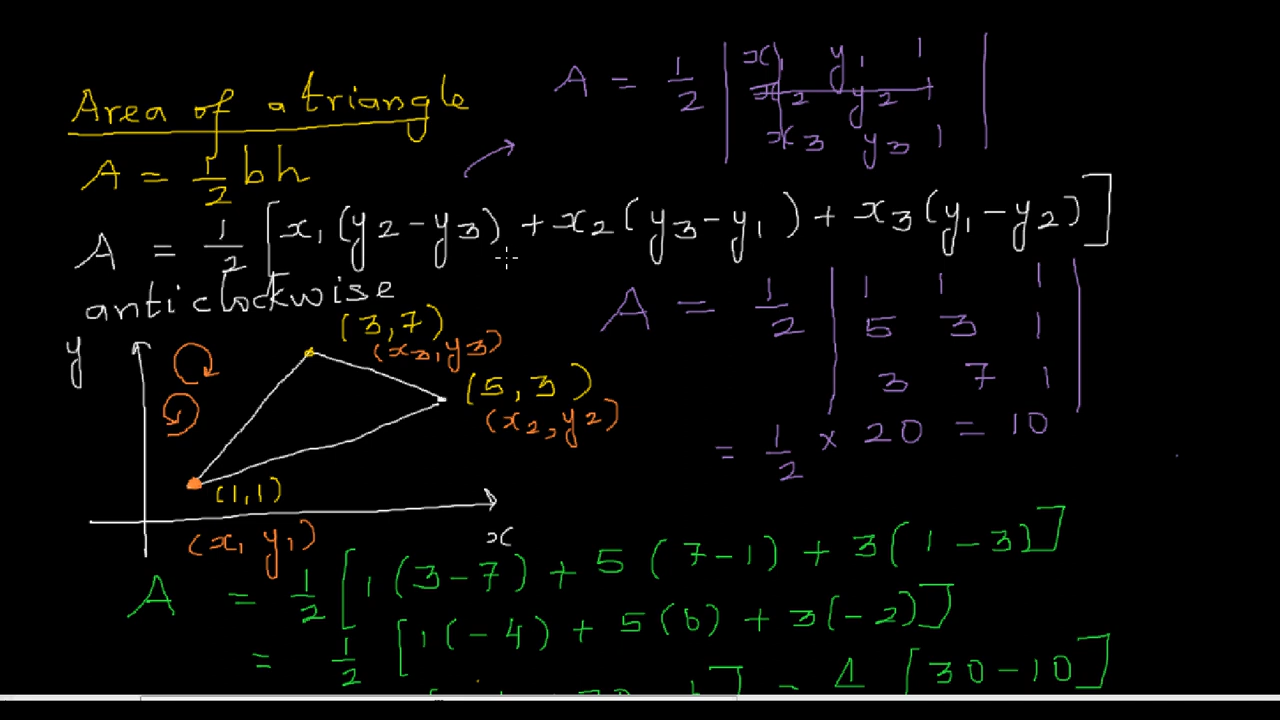 Area of a triangle
A = 1/2 bh
A = 1/2 | x1 y1 1 |
x2 y2 1
x3 y3 1
A = 1/2 [x1(y2-y3) + x2(y3-y1) + x3(y1-y2)]
anticlockwise
y
(3,7)
(x3,y3)
(5,3)
(x2,y2)
(1,1)
(x1 y1)
x
A = 1/2 | 1 1 1 |
5 3 1
3 7 1
= 1/2 × 20 = 10
A = 1/2 [1(3-7) + 5(7-1) + 3(1-3)]
= 1/2 [1(-4) + 5(6) + 3(-2)]
[30-10]